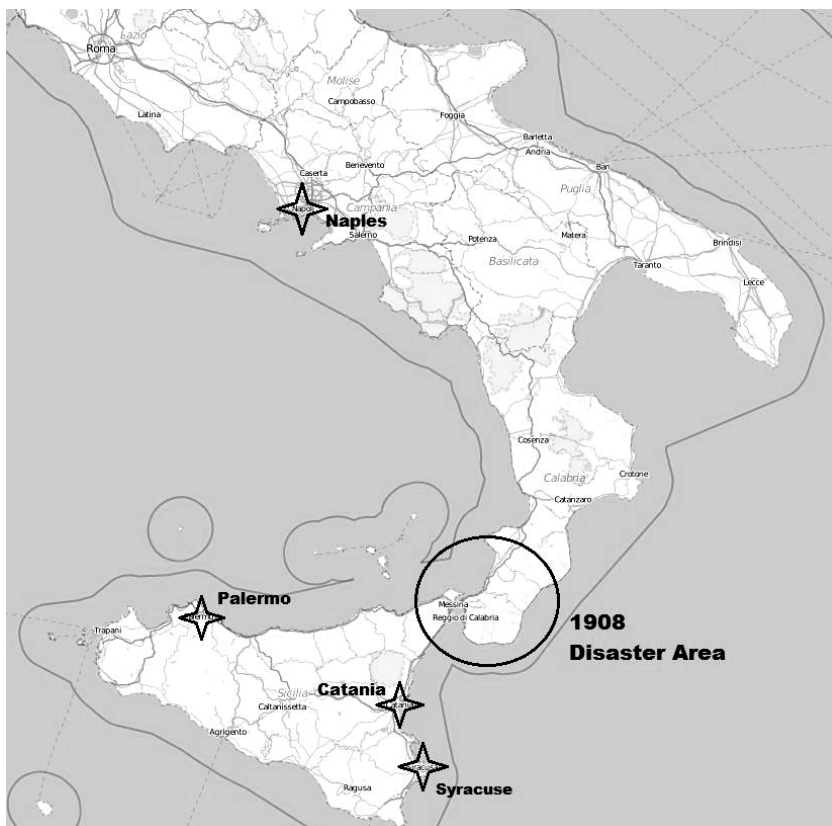 Lazio
Roma
Molise
Campobasso
Latina
Foggia
Barletta
Andria
Bari
Caserta
Benevento
Puglia
Napoli
Campania
Naples
Salerno
Potenza
Matera
Basilicata
Brindisi
Taranto
Lecce
Cosenza
Crotone
Calabria
Catanzaro
Palermo
Messina
Reggio di Calabria
1908
Disaster Area
Trapani
Catania
Sicilia
Caltanissetta
Agrigento
Siracusa
Ragusa
Syracuse